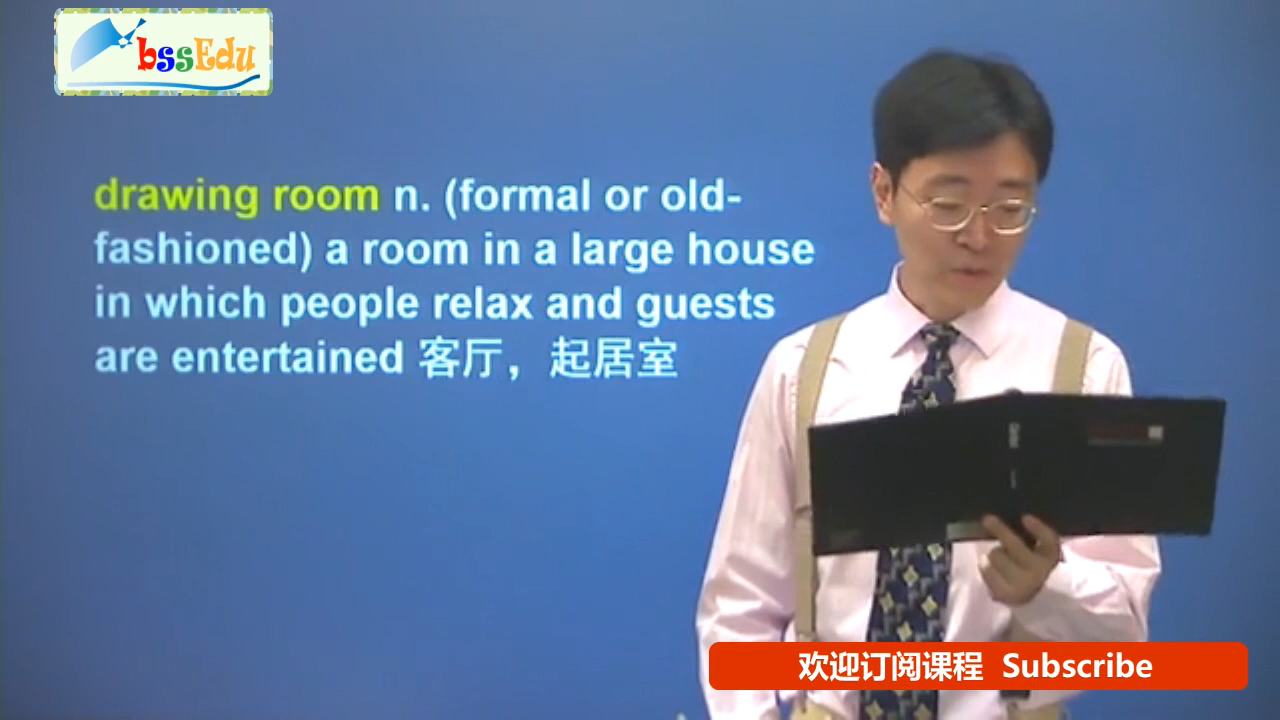 bssEdu
drawing room n. (formal or old-
fashioned) a room in a large house
in which people relax and guests
are entertained 客厅，起居室
欢迎订阅课程 Subscribe